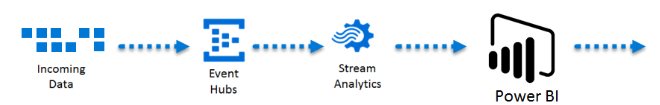 Incoming
Data
Event
Hubs
Stream
Analytics
Power BI